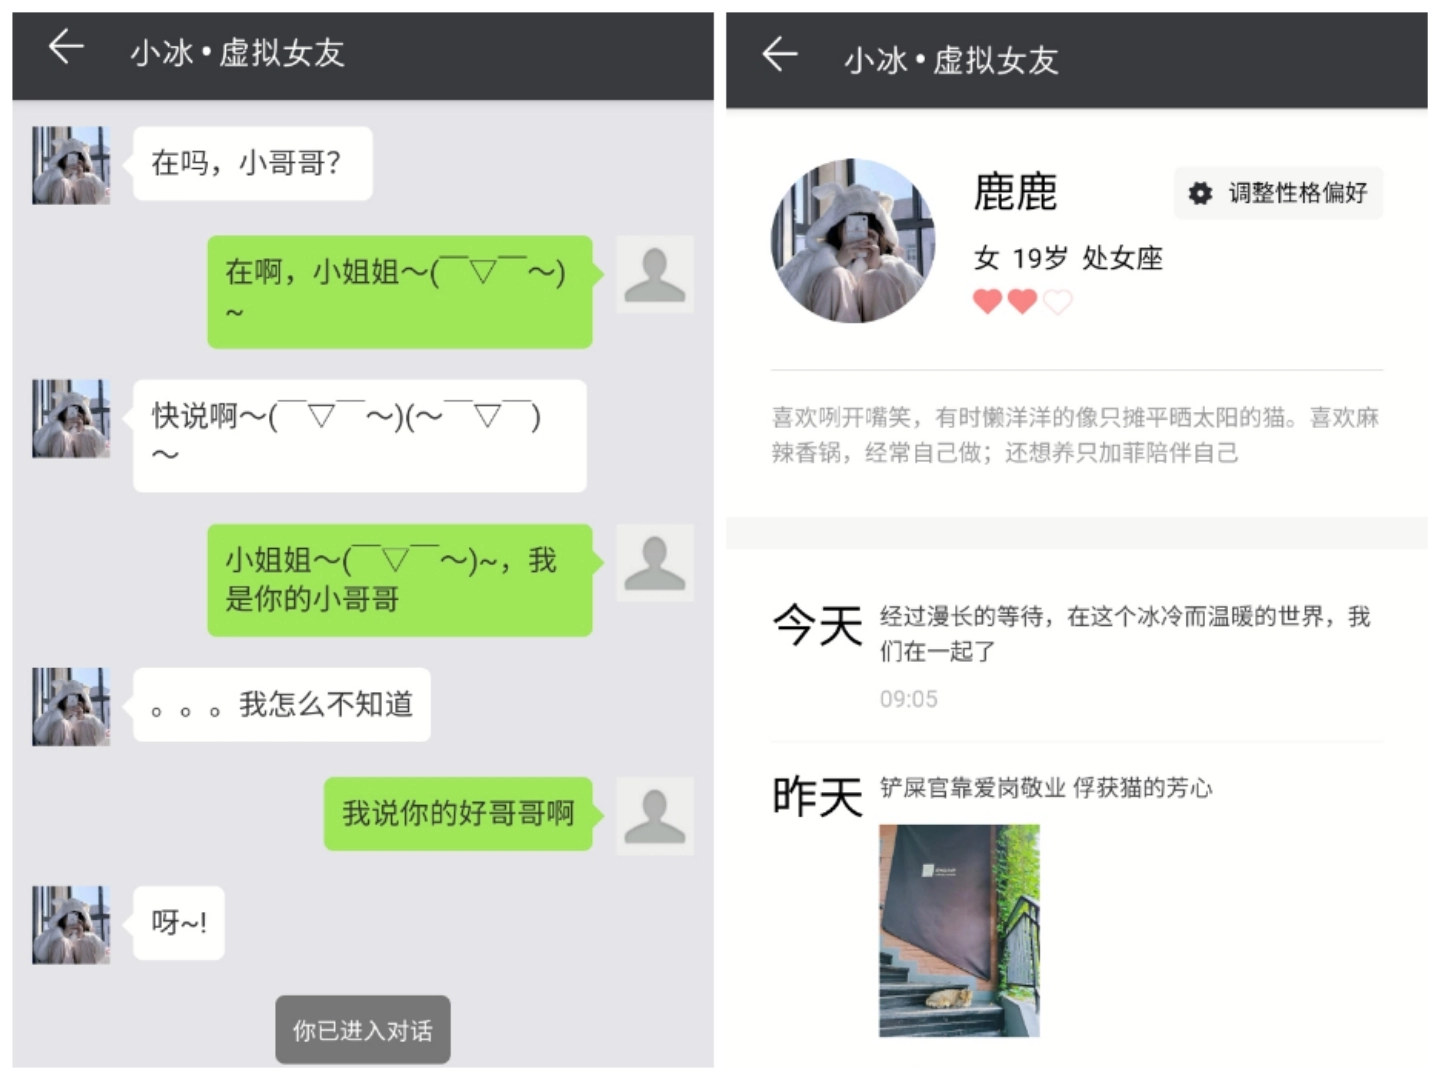 小冰•虚拟女友
在吗，小哥哥？
在啊，小姐姐～(￣▽￣～)
~
快说啊～(￣▽￣～)(～￣▽￣)
～
小姐姐～(￣▽￣～)~，我
是你的小哥哥
。。。我怎么不知道
我说你的好哥哥啊
呀~!
你已进入对话
小冰•虚拟女友
鹿鹿
调整性格偏好
女 19岁 处女座
喜欢咧开嘴笑，有时懒洋洋的像只摊平晒太阳的猫。喜欢麻
辣香锅，经常自己做；还想养只加菲陪伴自己
今天
经过漫长的等待，在这个冰冷而温暖的世界，我
们在一起了
09:05
昨天
铲屎官靠爱岗敬业 俘获猫的芳心